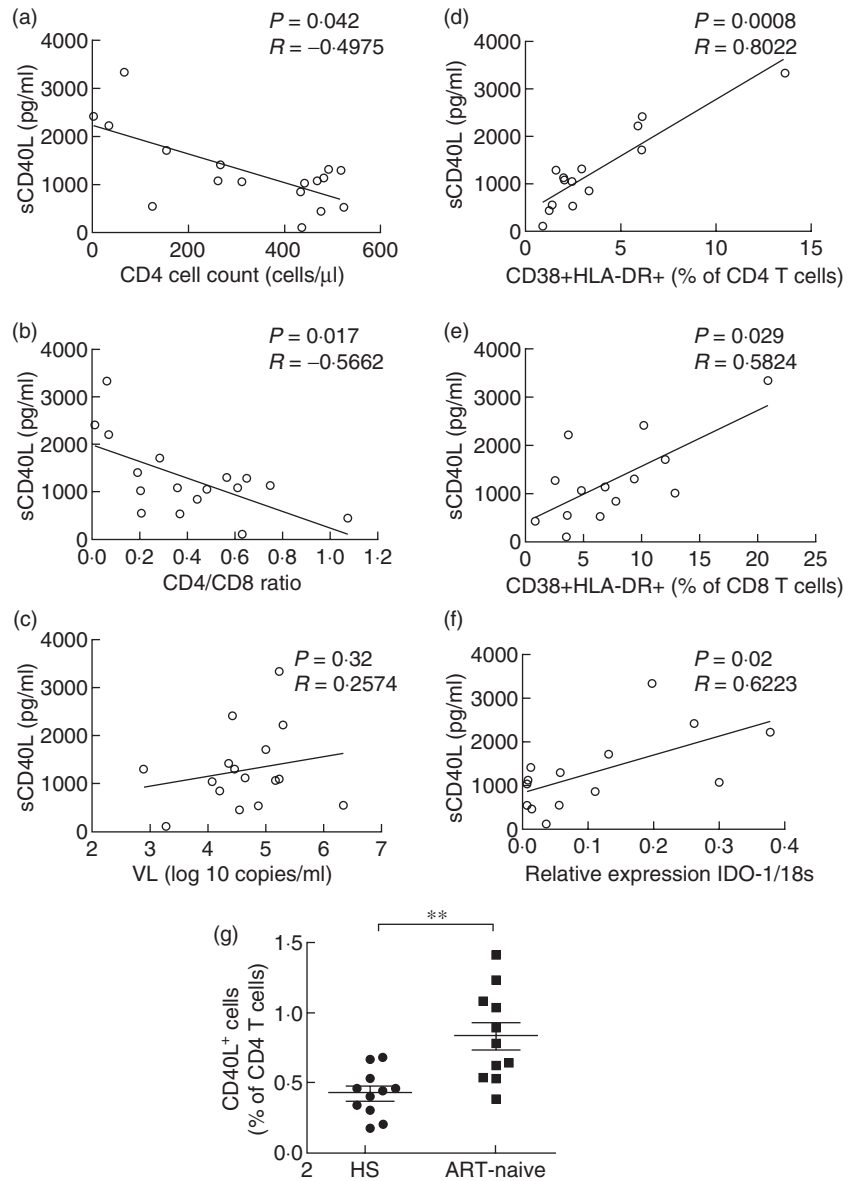 (a)
P = 0·042
R = –0·4975
4000
3000
2000
1000
0
sCD40L (pg/ml)
0 200 400 600
CD4 cell count (cells/μl)
(d)
P = 0·0008
R = 0·8022
4000
3000
2000
1000
0
sCD40L (pg/ml)
0 5 10 15
CD38+HLA-DR+ (% of CD4 T cells)
(b)
P = 0·017
R = –0·5662
4000
3000
2000
1000
0
sCD40L (pg/ml)
0·0 0·2 0·4 0·6 0·8 1·0 1·2
CD4/CD8 ratio
(e)
P = 0·029
R = 0·5824
4000
3000
2000
1000
0
sCD40L (pg/ml)
0 5 10 15 20 25
CD38+HLA-DR+ (% of CD8 T cells)
(c)
P = 0·32
R = 0·2574
4000
3000
2000
1000
0
sCD40L (pg/ml)
2 3 4 5 6 7
VL (log 10 copies/ml)
(f)
P = 0·02
R = 0·6223
4000
3000
2000
1000
0
sCD40L (pg/ml)
0·0 0·1 0·2 0·3 0·4
Relative expression IDO-1/18s
(g)
**
1·5
1·0
0·5
0·0
CD40L+ cells
(% of CD4 T cells)
2 HS ART-naive